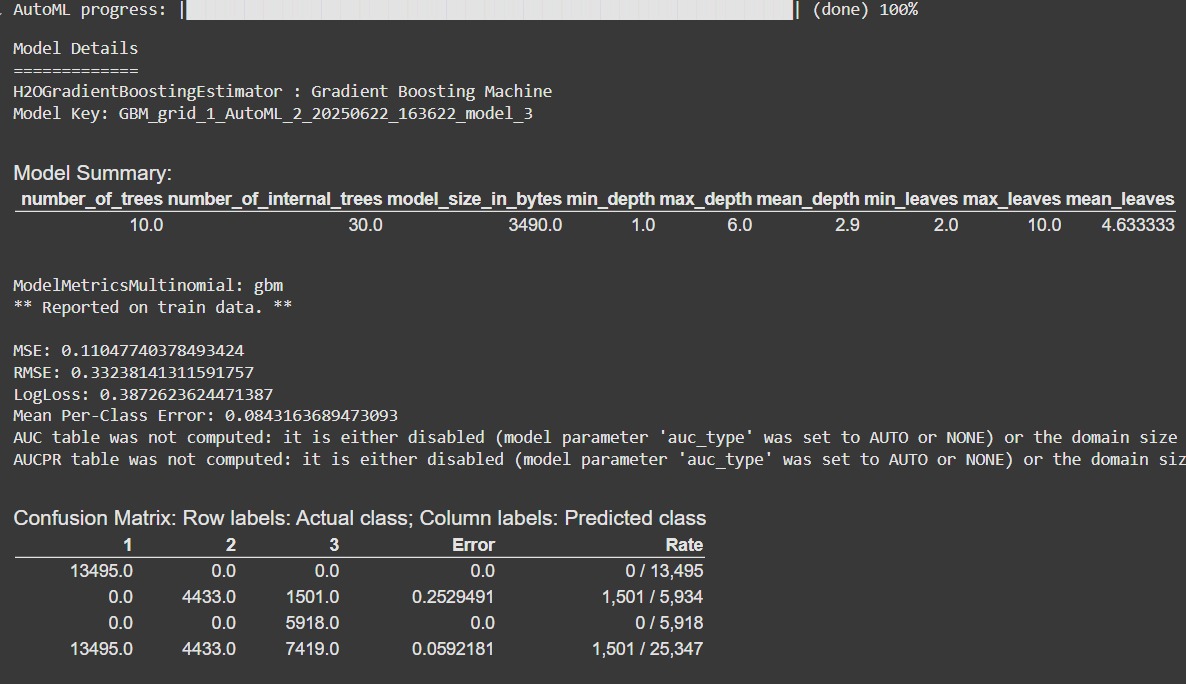 AutoML progress: | | (done) 100%
Model Details
=============
H2OGradientBoostingEstimator : Gradient Boosting Machine
Model Key: GBM_grid_1_AutoML_2_20250622_163622_model_3
Model Summary:
number_of_trees number_of_internal_trees model_size_in_bytes min_depth max_depth mean_depth min_leaves max_leaves mean_leaves
10.0 30.0 3490.0 1.0 6.0 2.9 2.0 10.0 4.633333
ModelMetricsMultinomial: gbm
** Reported on train data. **
MSE: 0.11047740378493424
RMSE: 0.33238141311591757
LogLoss: 0.3872623624471387
Mean Per-Class Error: 0.0843163689473093
AUC table was not computed: it is either disabled (model parameter 'auc_type' was set to AUTO or NONE) or the domain size
AUCPR table was not computed: it is either disabled (model parameter 'auc_type' was set to AUTO or NONE) or the domain siz
Confusion Matrix: Row labels: Actual class; Column labels: Predicted class
1 2 3 Error Rate
13495.0 0.0 0.0 0.0 0 / 13,495
0.0 4433.0 1501.0 0.2529491 1,501 / 5,934
0.0 0.0 5918.0 0.0 0 / 5,918
13495.0 4433.0 7419.0 0.0592181 1,501 / 25,347